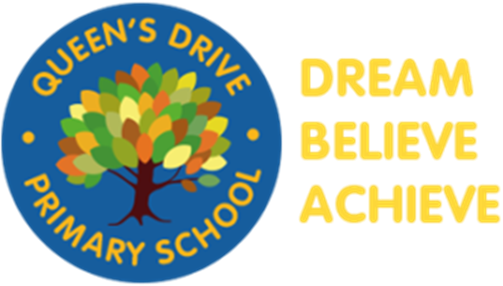 QUEEN'S DRIVE
PRIMARY SCHOOL
DREAM
BELIEVE
ACHIEVE